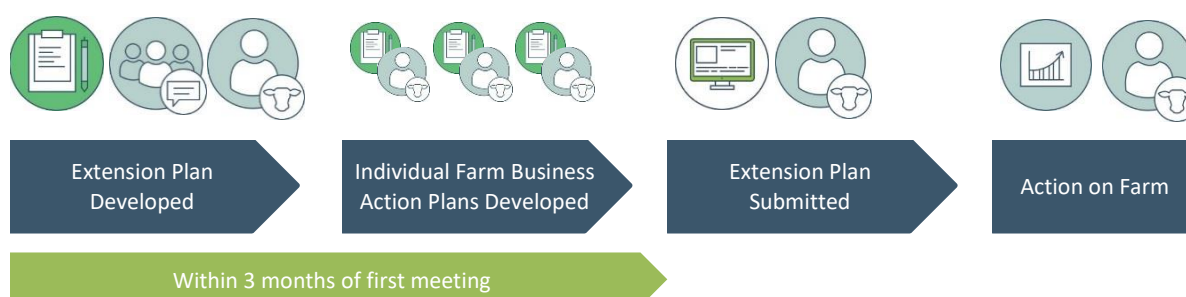 Extension Plan
Developed
Individual Farm Business
Action Plans Developed
Extension Plan
Submitted
Action on Farm
Within 3 months of first meeting